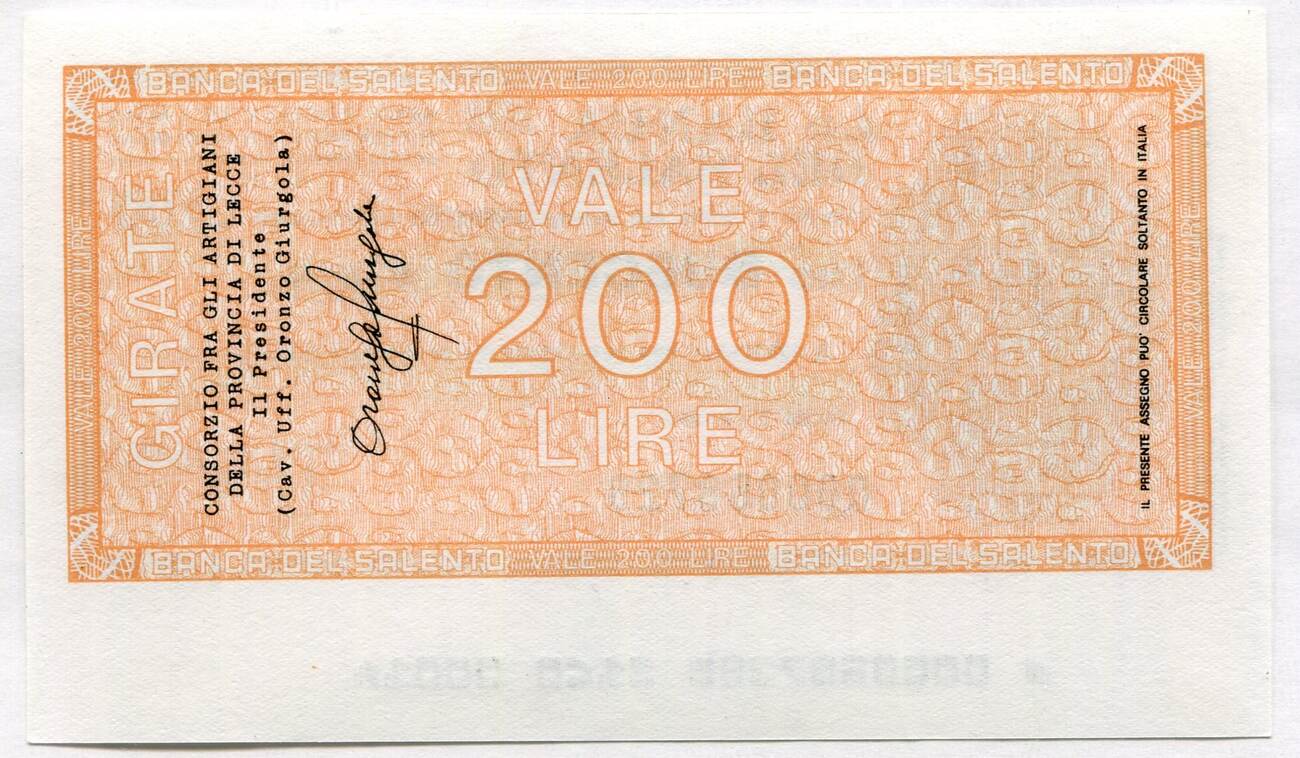 BANCA DEL SALENTO VALE 200 LIRE BANCA DEL SALENTO
VALE 200 LIRE
GIRATE
CONSORZIO FRA GLI ARTIGIANI
DELLA PROVINCIA DI LECCE
Il Presidente
(Cav. Uff. Oronzo Giurgola)
Oronzo Giurgola
VALE
200
LIRE
IL PRESENTE ASSEGNO PUO' CIRCOLARE SOLTANTO IN ITALIA
VALE 200 LIRE
BANCA DEL SALENTO VALE 200 LIRE BANCA DEL SALENTO